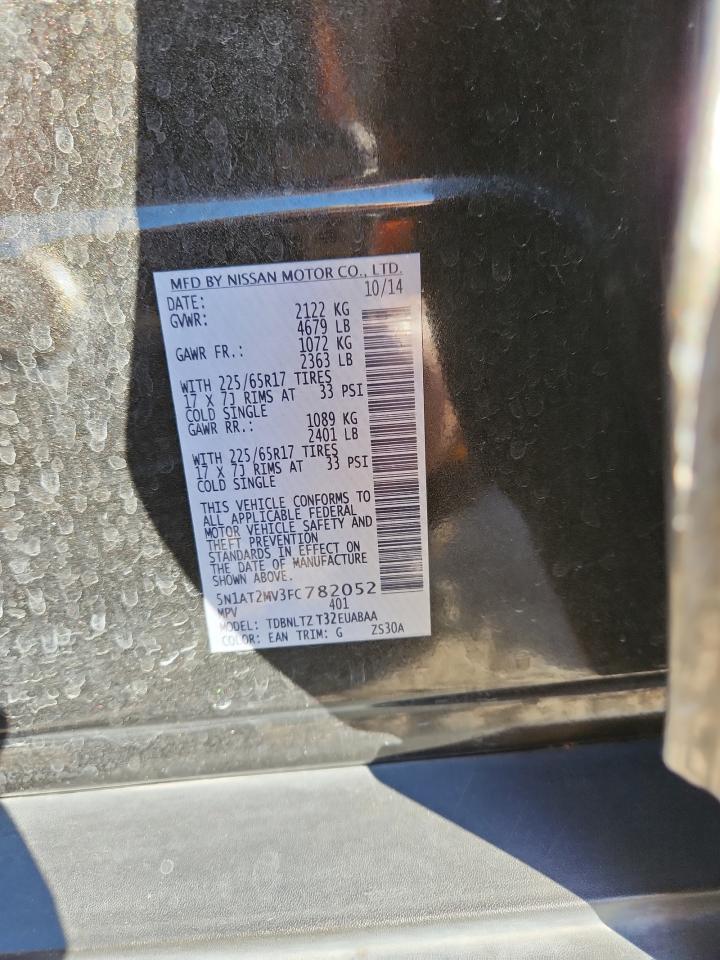 MFD BY NISSAN MOTOR CO., LTD.
DATE: 10/14
GVWR: 2122 KG
4679 LB
GAWR FR.: 1072 KG
2363 LB
WITH 225/65R17 TIRES
17 X 7J RIMS AT 33 PSI
COLD SINGLE
GAWR RR.: 1089 KG
2401 LB
WITH 225/65R17 TIRES
17 X 7J RIMS AT 33 PSI
COLD SINGLE
THIS VEHICLE CONFORMS TO
ALL APPLICABLE FEDERAL
MOTOR VEHICLE SAFETY AND
THEFT PREVENTION
STANDARDS IN EFFECT ON
THE DATE OF MANUFACTURE
SHOWN ABOVE.
5N1AT2MV3FC782052
MPV 401
MODEL: TDBNLTZ T32EUABAA
COLOR: EAN TRIM: G ZS30A